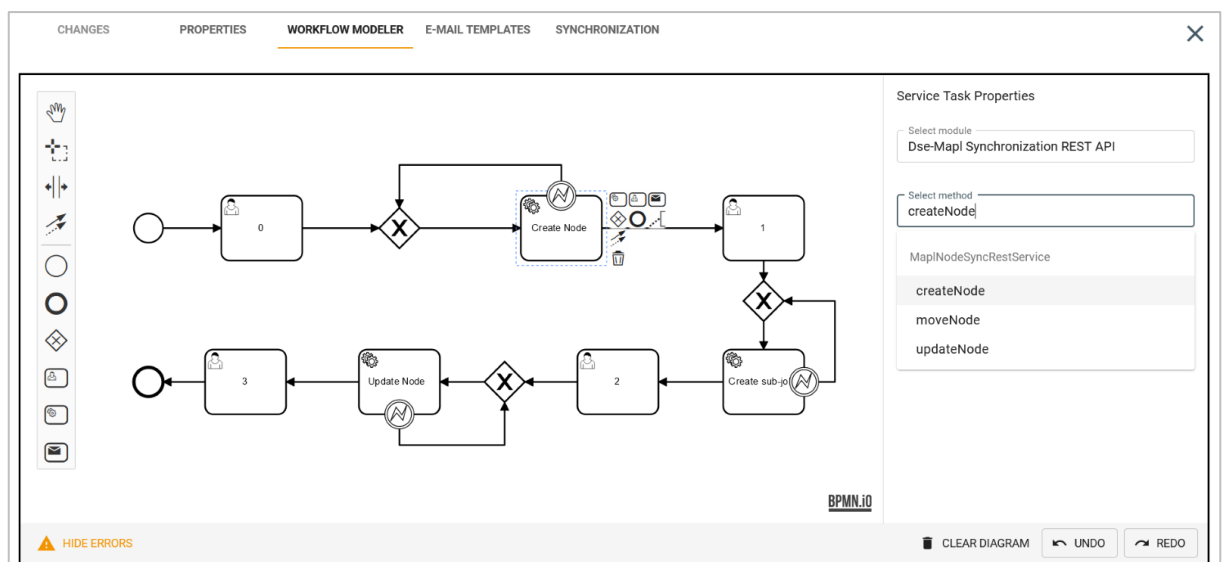 CHANGES PROPERTIES WORKFLOW MODELER E-MAIL TEMPLATES SYNCHRONIZATION
Service Task Properties
Select module
Dse-Mapl Synchronization REST API
Select method
createNode
MaplNodeSyncRestService
createNode
moveNode
updateNode
0
X
Create Node
1
X
3
Update Node
X
2
Create sub-jo
BPMN.iO
HIDE ERRORS CLEAR DIAGRAM UNDO REDO